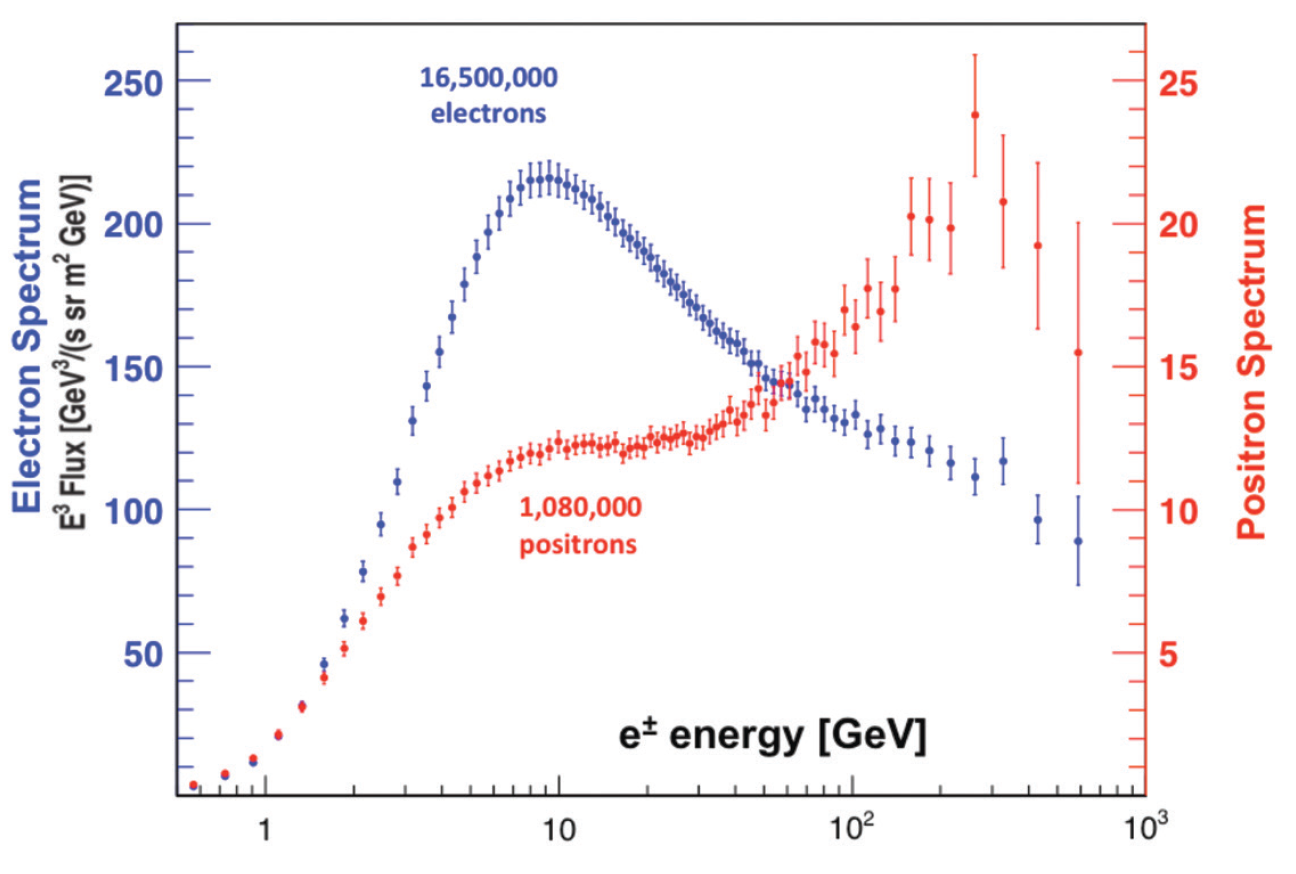 Electron Spectrum
E³ Flux [GeV³/(s sr m² GeV)]
250
200
150
100
50
16,500,000
electrons
1,080,000
positrons
e± energy [GeV]
1
10
10²
10³
25
20
15
10
5
Positron Spectrum